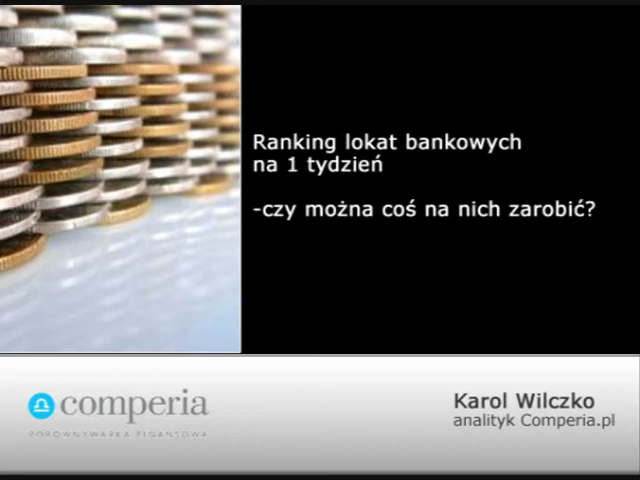 Ranking lokat bankowych
na 1 tydzień
-czy można coś na nich zarobić?
comperia
PORÓWNYWARKA FINANSOWA
Karol Wilczko
analityk Comperia.pl